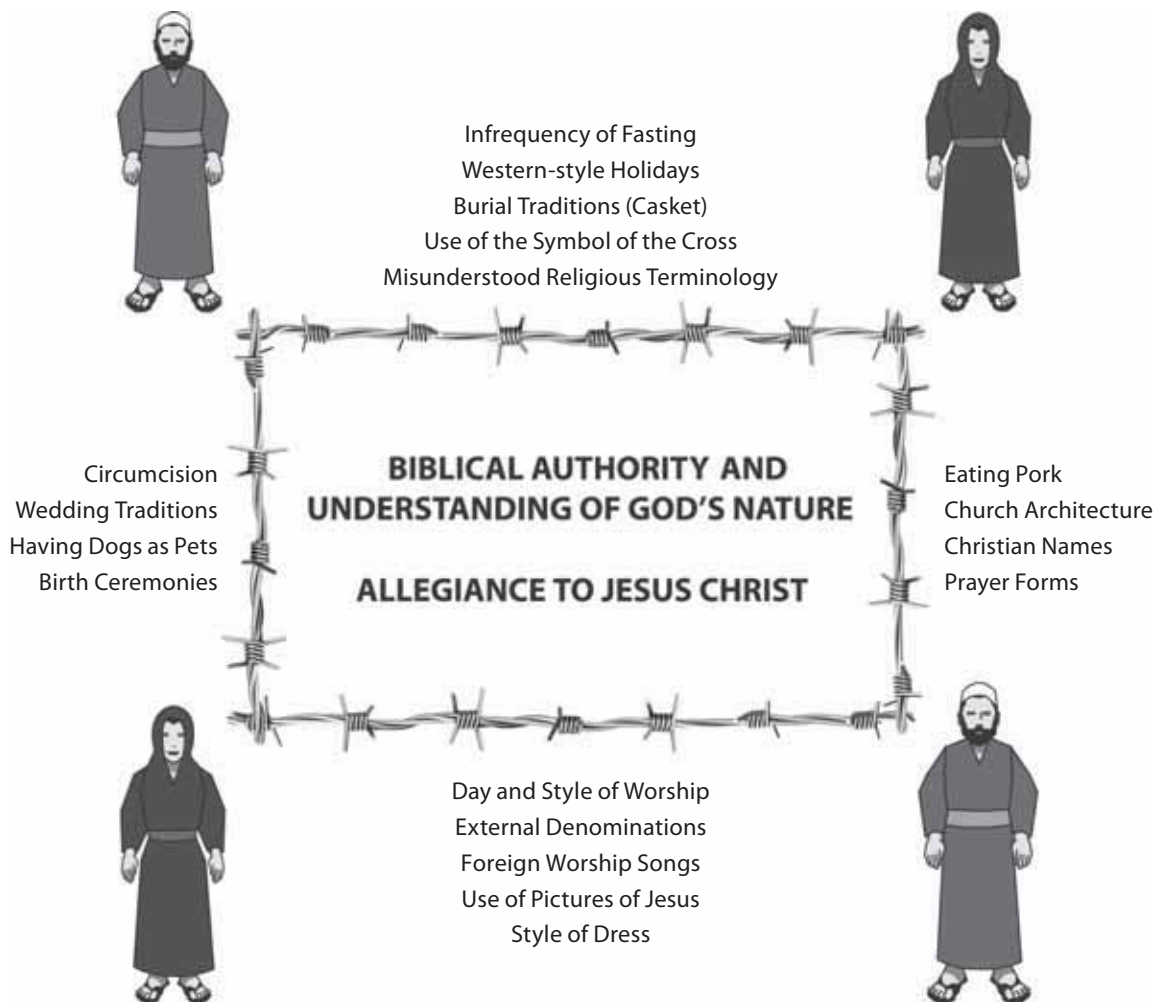 Infrequency of Fasting
Western-style Holidays
Burial Traditions (Casket)
Use of the Symbol of the Cross
Misunderstood Religious Terminology
Circumcision
Wedding Traditions
Having Dogs as Pets
Birth Ceremonies
BIBLICAL AUTHORITY AND
UNDERSTANDING OF GOD'S NATURE
ALLEGIANCE TO JESUS CHRIST
Eating Pork
Church Architecture
Christian Names
Prayer Forms
Day and Style of Worship
External Denominations
Foreign Worship Songs
Use of Pictures of Jesus
Style of Dress